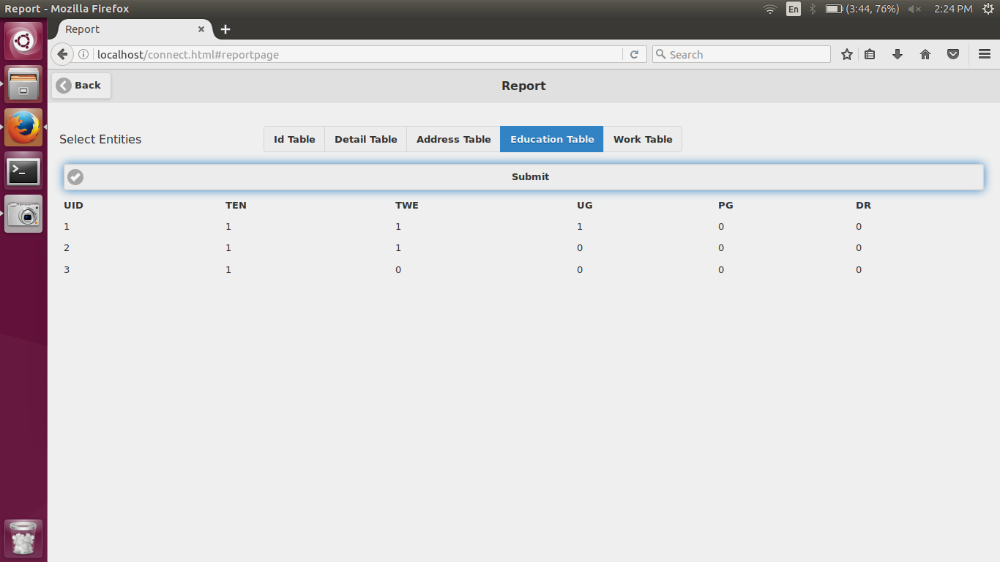 Report - Mozilla Firefox
En
(3:44, 76%)
2:24 PM
Report
localhost/connect.html#reportpage
Search
Back
Report
Select Entities
Id Table
Detail Table
Address Table
Education Table
Work Table
Submit
UID TEN TWE UG PG DR
1 1 1 1 0 0
2 1 1 0 0 0
3 1 0 0 0 0